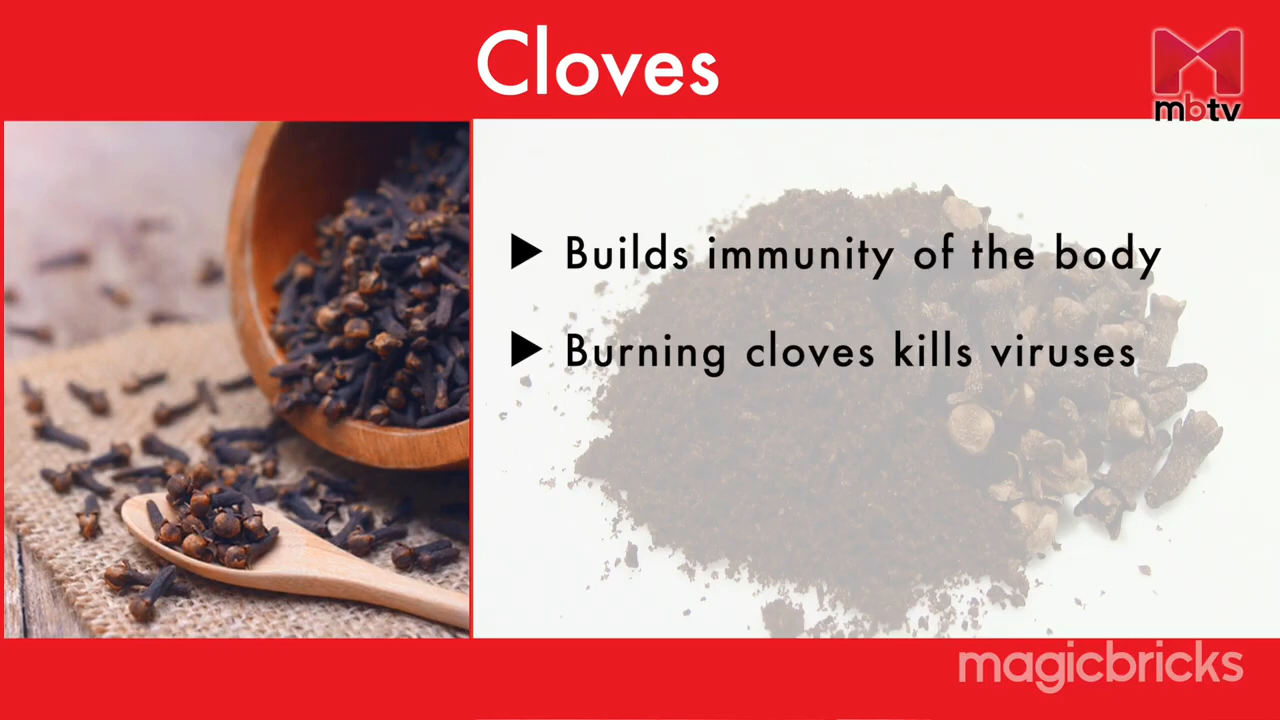 Cloves
mbtv
▶ Builds immunity of the body
▶ Burning cloves kills viruses
magicbricks